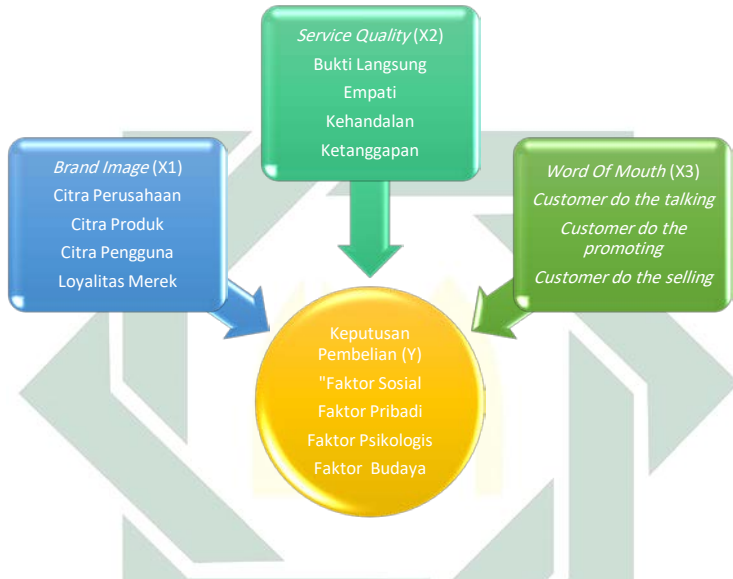 Service Quality (X2)
Bukti Langsung
Empati
Kehandalan
Ketanggapan
Brand Image (X1)
Citra Perusahaan
Citra Produk
Citra Pengguna
Loyalitas Merek
Word Of Mouth (X3)
Customer do the talking
Customer do the
promoting
Customer do the selling
Keputusan
Pembelian (Y)
"Faktor Sosial
Faktor Pribadi
Faktor Psikologis
Faktor Budaya